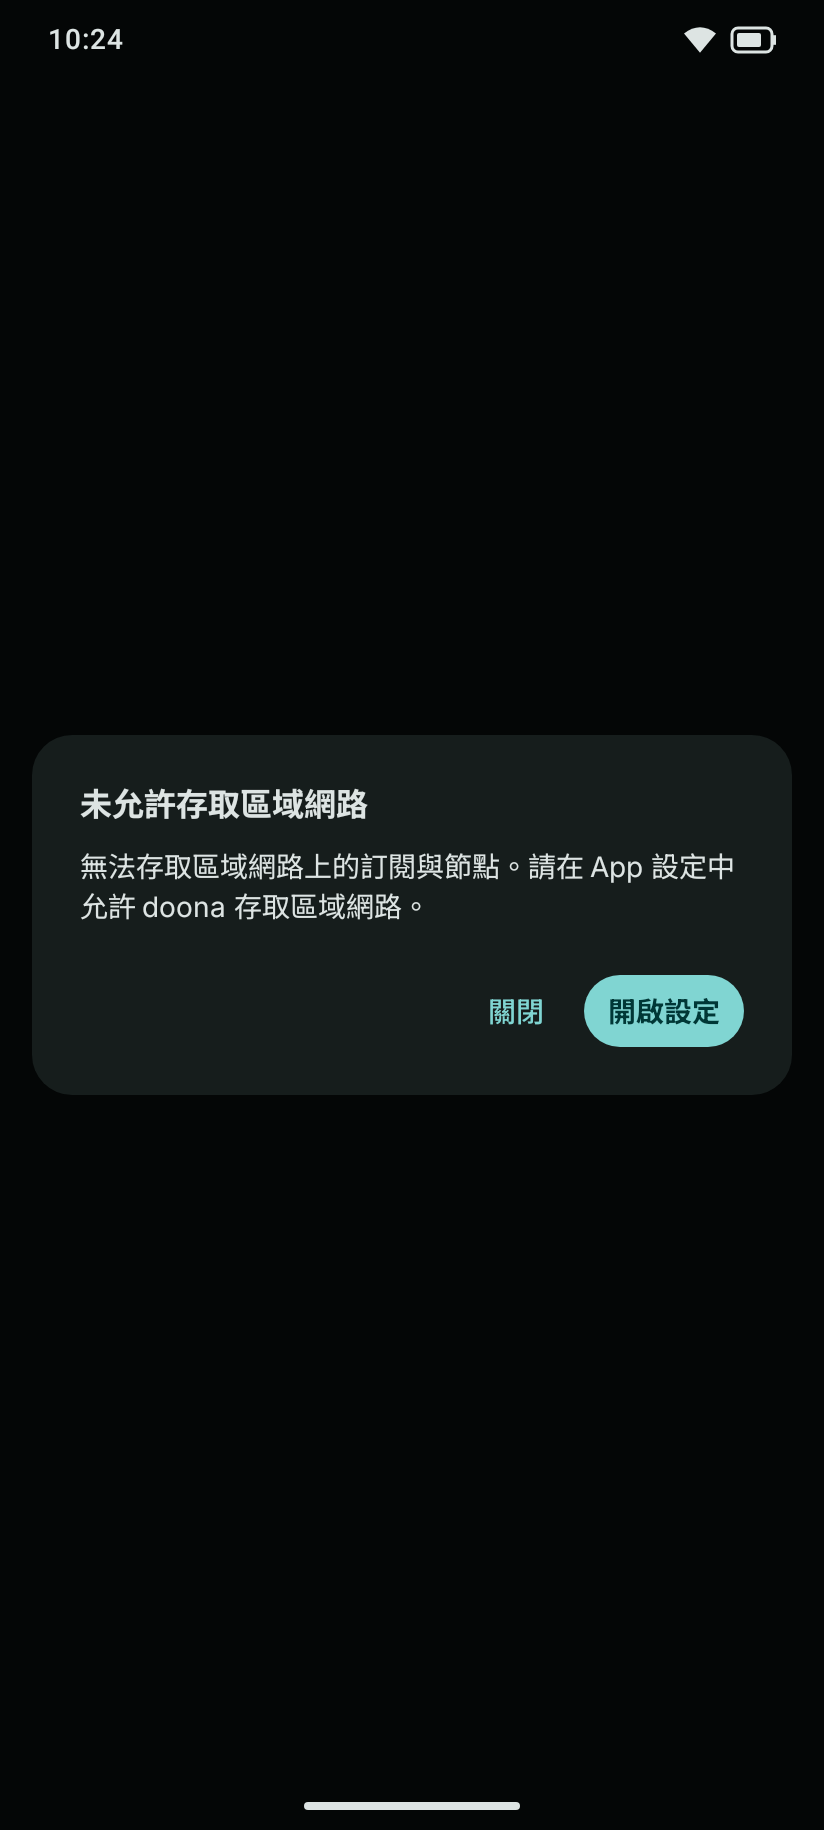 10:24
未允許存取區域網路
無法存取區域網路上的訂閱與節點。請在 App 設定中
允許 doona 存取區域網路。
關閉
開啟設定